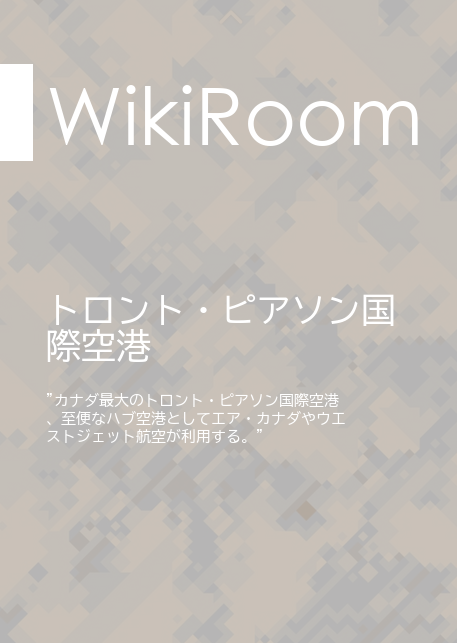 WikiRoom
トロント・ピアソン国
際空港
”カナダ最大のトロント・ピアソン国際空港
、至便なハブ空港としてエア・カナダやウエ
ストジェット航空が利用する。”